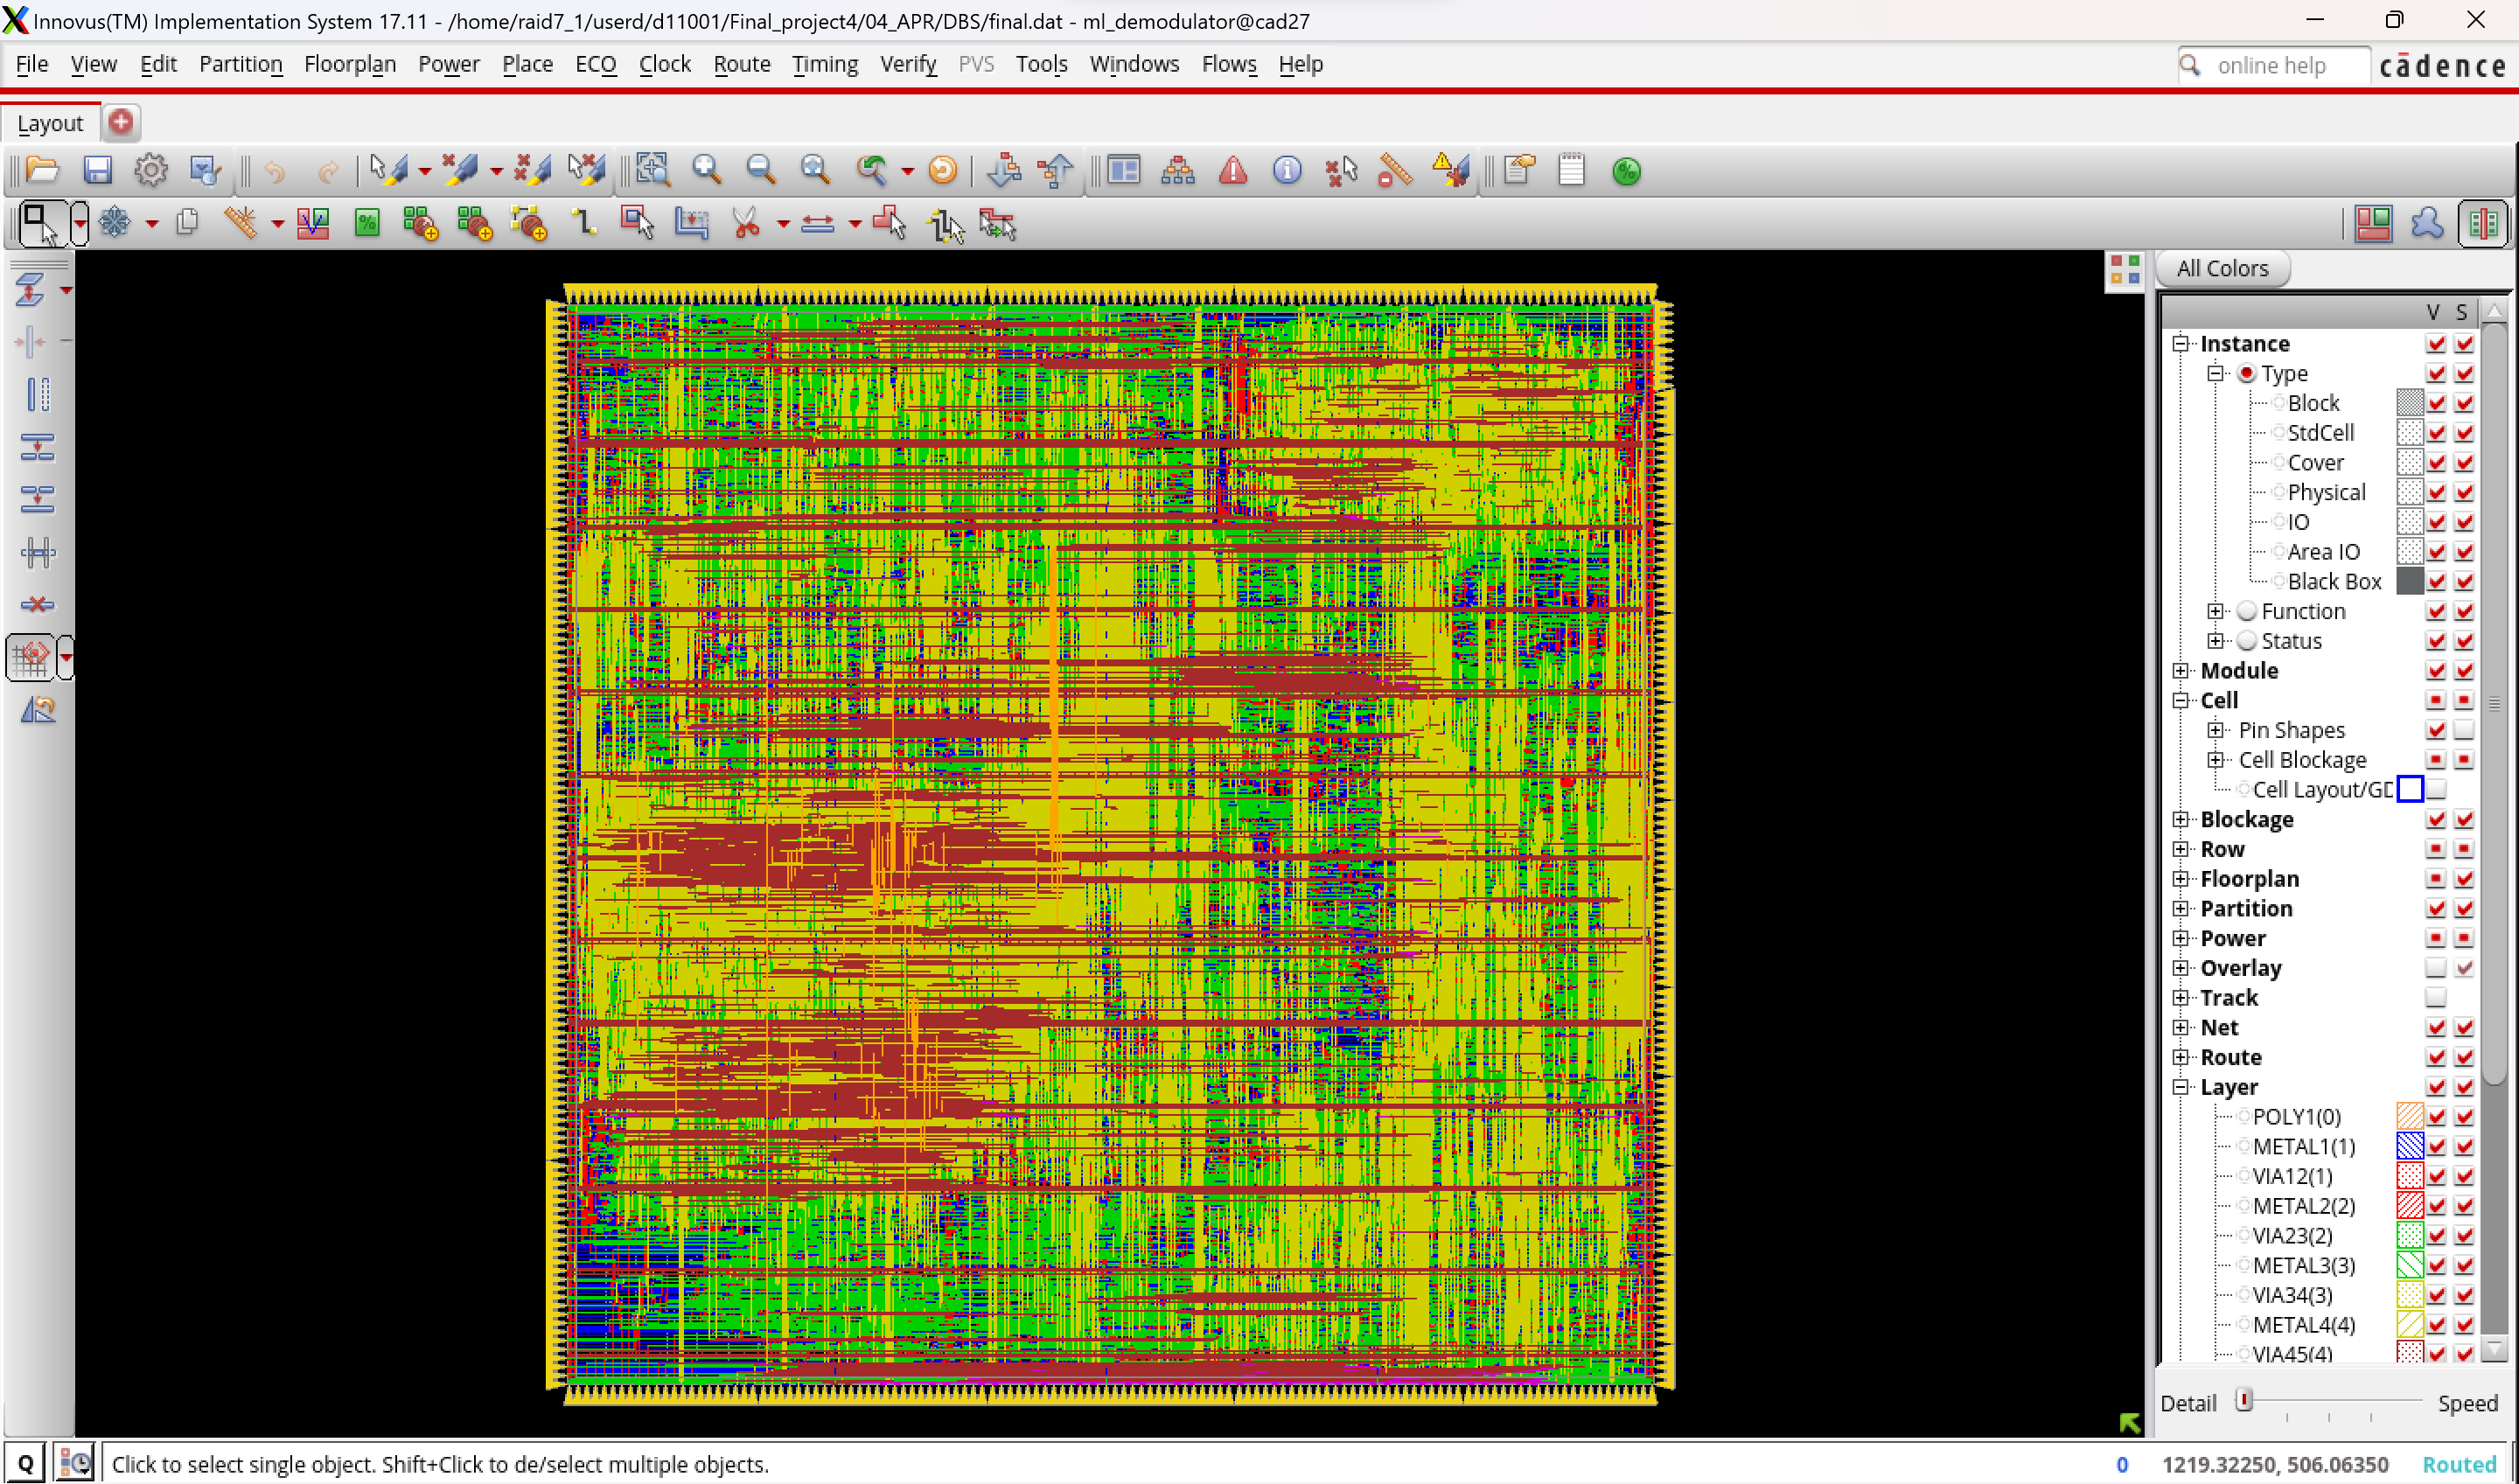 Innovus(TM) Implementation System 17.11 - /home/raid7_1/userd/d11001/Final_project4/04_APR/DBS/final.dat - ml_demodulator@cad27
File View Edit Partition Floorplan Power Place ECO Clock Route Timing Verify PVS Tools Windows Flows Help
online help
cādence
Layout
All Colors
V S
Instance
Type
Block
StdCell
Cover
Physical
IO
Area IO
Black Box
Function
Status
Module
Cell
Pin Shapes
Cell Blockage
Cell Layout/GD
Blockage
Row
Floorplan
Partition
Power
Overlay
Track
Net
Route
Layer
POLY1(0)
METAL1(1)
VIA12(1)
METAL2(2)
VIA23(2)
METAL3(3)
VIA34(3)
METAL4(4)
VIA45(4)
Detail Speed
Q
Click to select single object. Shift+Click to de/select multiple objects.
0 1219.32250, 506.06350 Routed